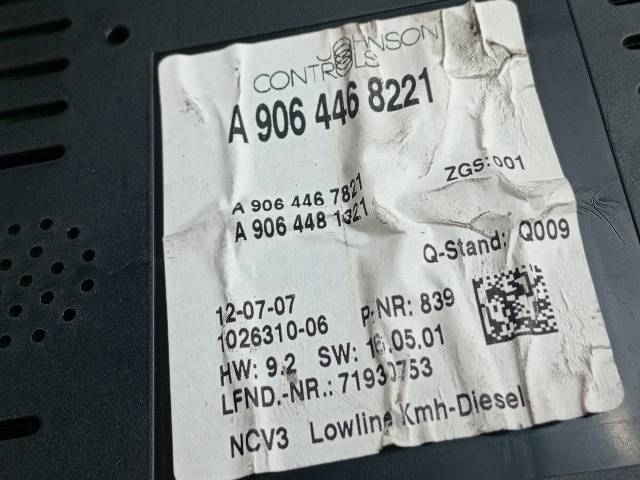 JOHNSON
CONTROLS
A 906 446 8221
ZGS: 001
A 906 446 7821
A 906 448 1321
Q-Stand: Q009
12-07-07 P-NR: 839
1026310-06
HW: 9.2 SW: 16.05.01
LFND.-NR.: 71930753
NCV3 Lowline Kmh-Diesel